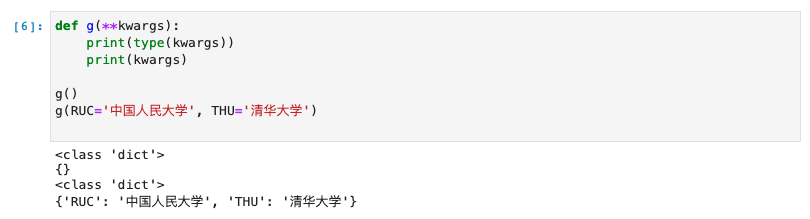 [6]: def g(**kwargs):
    print(type(kwargs))
    print(kwargs)
g()
g(RUC='中国人民大学', THU='清华大学')
<class 'dict'>
{}
<class 'dict'>
{'RUC': '中国人民大学', 'THU': '清华大学'}